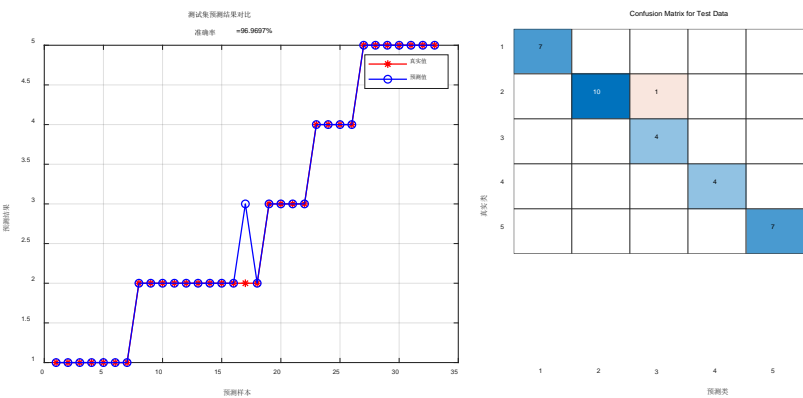 测试集预测结果对比
准确率 =96.9697%
真实值
预测值
5
4.5
4
3.5
3
2.5
2
1.5
1
预测结果
0 5 10 15 20 25 30 35
预测样本
Confusion Matrix for Test Data
1 7
2 10 1
3 4
4 4
5 7
真实类
1 2 3 4 5
预测类